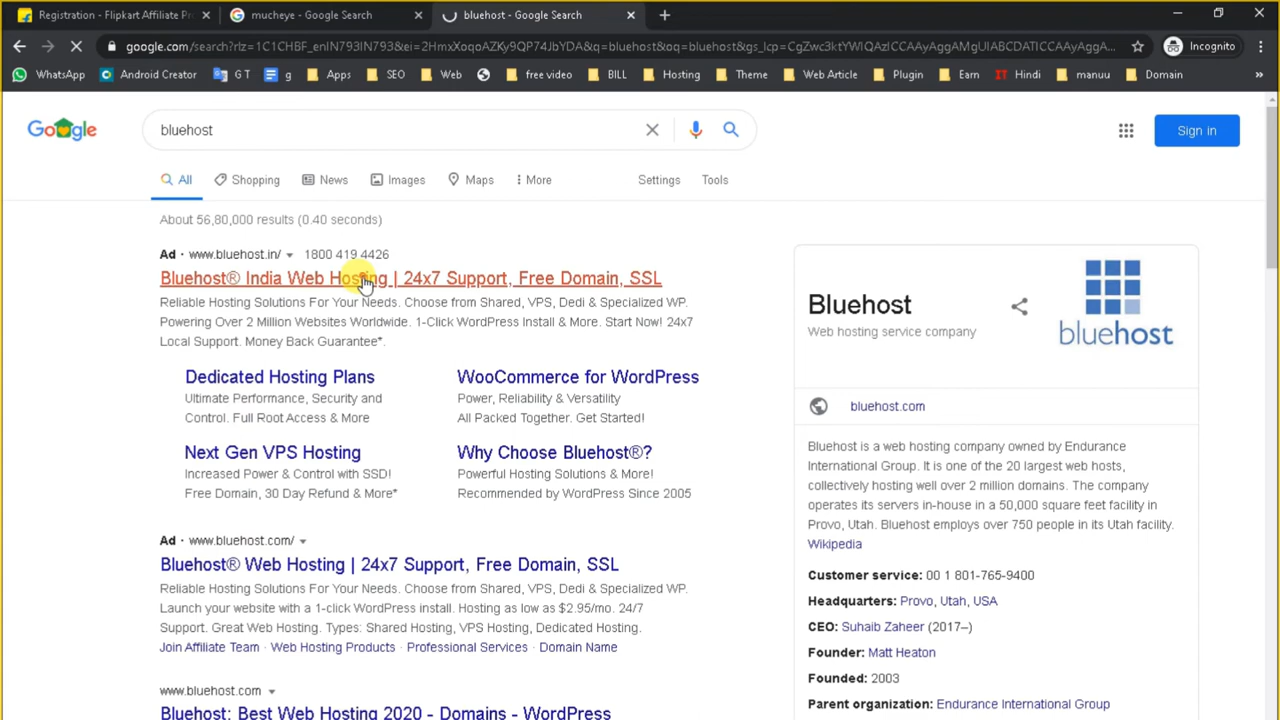 Registration - Flipkart Affiliate Pr
mucheye - Google Search
bluehost - Google Search
google.com/search?rlz=1C1CHBF_enIN793IN793&ei=2HmxXoqoAZKy9QP74JbYDA&q=bluehost&oq=bluehost&gs_lcp=CgZwc3ktYWIQAzICCAAyAggAMgUIABCDATICCAAyAggAMgIIADICCAAyAggA...
Incognito
WhatsApp
Android Creator
G T
g
Apps
SEO
Web
free video
BILL
Hosting
Theme
Web Article
Plugin
Earn
IT Hindi
manuu
Domain
»
Google
bluehost
Sign in
All
Shopping
News
Images
Maps
More
Settings
Tools
About 56,80,000 results (0.40 seconds)
Ad · www.bluehost.in/ 1800 419 4426
Bluehost® India Web Hosting | 24x7 Support, Free Domain, SSL
Reliable Hosting Solutions For Your Needs. Choose from Shared, VPS, Dedi & Specialized WP.
Powering Over 2 Million Websites Worldwide. 1-Click WordPress Install & More. Start Now! 24x7
Local Support. Money Back Guarantee*.
Dedicated Hosting Plans
Ultimate Performance, Security and
Control. Full Root Access & More
WooCommerce for WordPress
Power, Reliability & Versatility
All Packed Together. Get Started!
Next Gen VPS Hosting
Increased Power & Control with SSD!
Free Domain, 30 Day Refund & More*
Why Choose Bluehost®?
Powerful Hosting Solutions & More!
Recommended by WordPress Since 2005
Ad · www.bluehost.com/
Bluehost® Web Hosting | 24x7 Support, Free Domain, SSL
Reliable Hosting Solutions For Your Needs. Choose from Shared, VPS, Dedi & Specialized WP.
Launch your website with a 1-click WordPress install. Hosting as low as $2.95/mo. 24/7
Support. Great Web Hosting. Types: Shared Hosting, VPS Hosting, Dedicated Hosting.
Join Affiliate Team · Web Hosting Products · Professional Services · Domain Name
www.bluehost.com
Bluehost: Best Web Hosting 2020 - Domains - WordPress
Bluehost
Web hosting service company
bluehost
bluehost.com
Bluehost is a web hosting company owned by Endurance
International Group. It is one of the 20 largest web hosts,
collectively hosting well over 2 million domains. The company
operates its servers in-house in a 50,000 square feet facility in
Provo, Utah. Bluehost employs over 750 people in its Utah facility.
Wikipedia
Customer service: 00 1 801-765-9400
Headquarters: Provo, Utah, USA
CEO: Suhaib Zaheer (2017–)
Founder: Matt Heaton
Founded: 2003
Parent organization: Endurance International Group